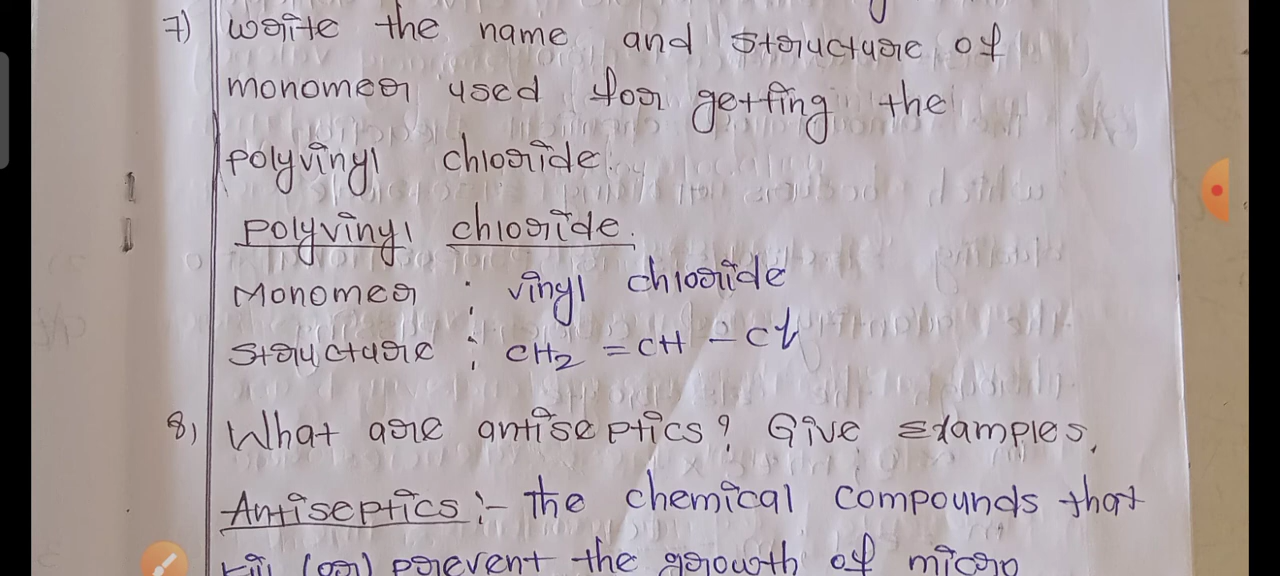 7) write the name and structure of
monomer used for getting the
polyvinyl chloride.
Polyvinyl chloride.
Monomer : vinyl chloride
structure : CH2 = CH - Cl
8) What are antiseptics? Give Examples.
Antiseptics :- The chemical compounds that
kill (or) prevent the growth of micro